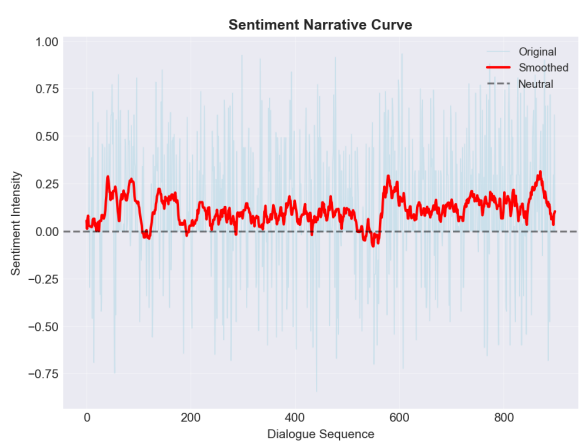 Sentiment Narrative Curve
1.00
0.75
0.50
0.25
0.00
−0.25
−0.50
−0.75
Sentiment Intensity
Original
Smoothed
Neutral
0
200
400
600
800
Dialogue Sequence